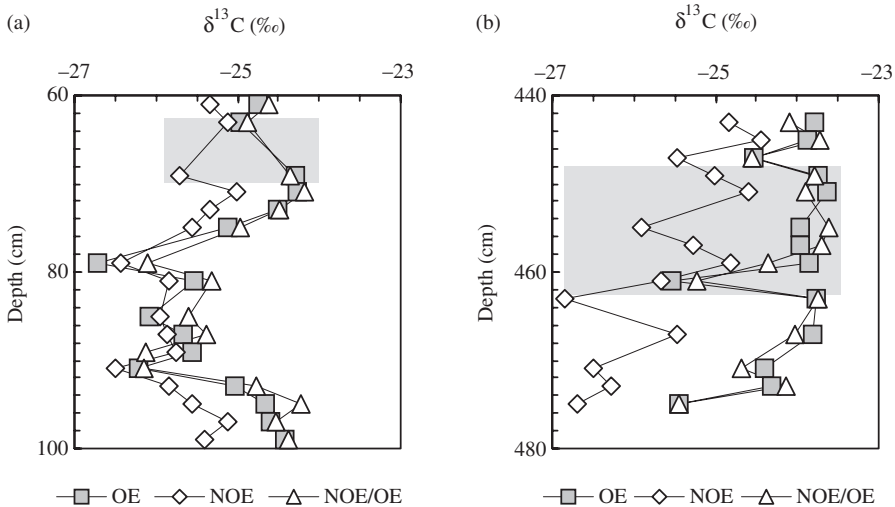 (a)
δ13C (‰)
–27 –25 –23
60
80
100
Depth (cm)
OE NOE NOE/OE
(b)
δ13C (‰)
–27 –25 –23
440
460
480
Depth (cm)
OE NOE NOE/OE